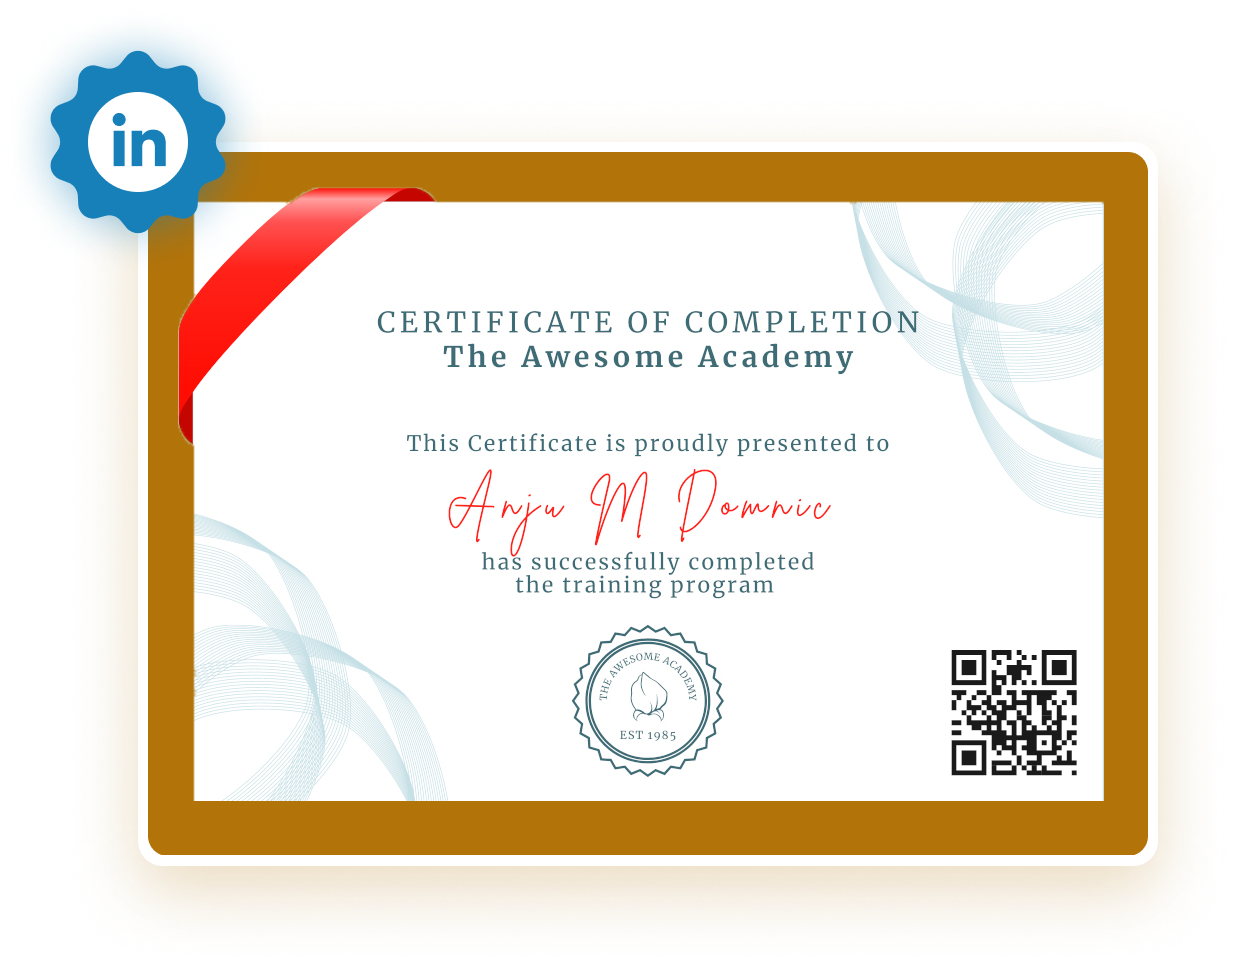 in
CERTIFICATE OF COMPLETION
The Awesome Academy
This Certificate is proudly presented to
Anju M Domnic
has successfully completed
the training program
THE AWESOME ACADEMY
EST 1985